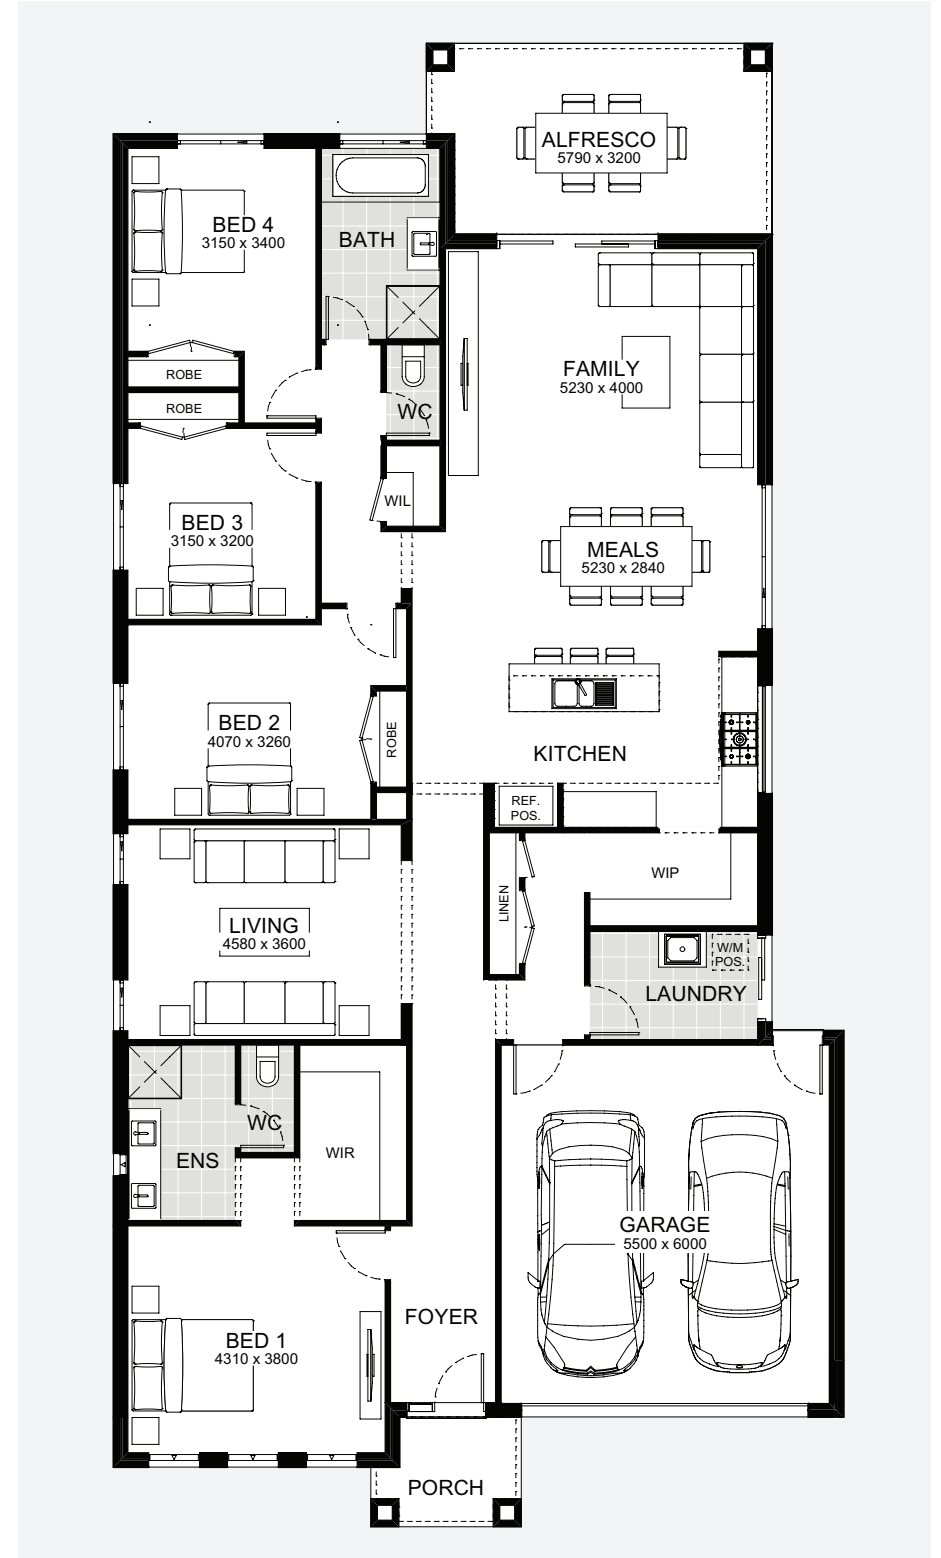 ALFRESCO
5790 x 3200
BED 4
3150 x 3400
BATH
ROBE
ROBE
WC
FAMILY
5230 x 4000
WIL
BED 3
3150 x 3200
MEALS
5230 x 2840
BED 2
4070 x 3260
ROBE
KITCHEN
REF.
POS.
LINEN
WIP
LIVING
4580 x 3600
W/M
POS.
LAUNDRY
WC
ENS
WIR
GARAGE
5500 x 6000
FOYER
BED 1
4310 x 3800
PORCH